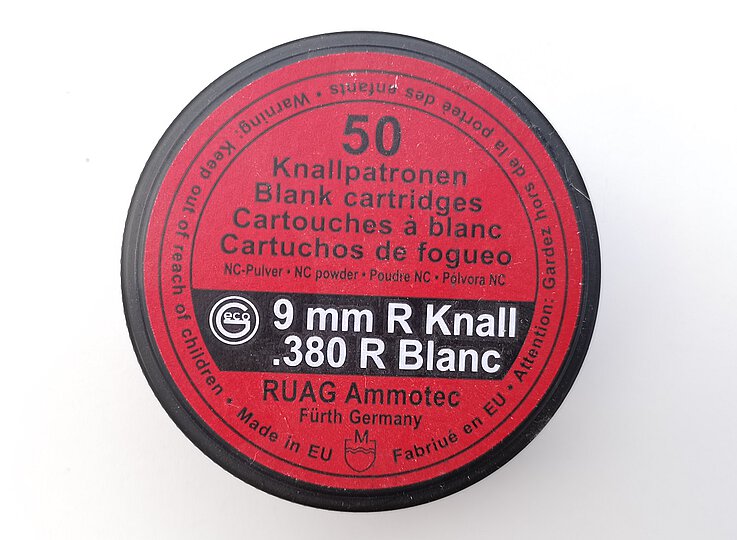 50
Knallpatronen
Blank cartridges
Cartouches à blanc
Cartuchos de fogueo
NC-Pulver • NC powder • Poudre NC • Pólvora NC
Geco
9 mm R Knall
.380 R Blanc
RUAG Ammotec
Fürth Germany
M
• Warning: Keep out of reach of children •
Made in EU
Fabriué en EU
• Attention: Gardez hors de la portée des enfants